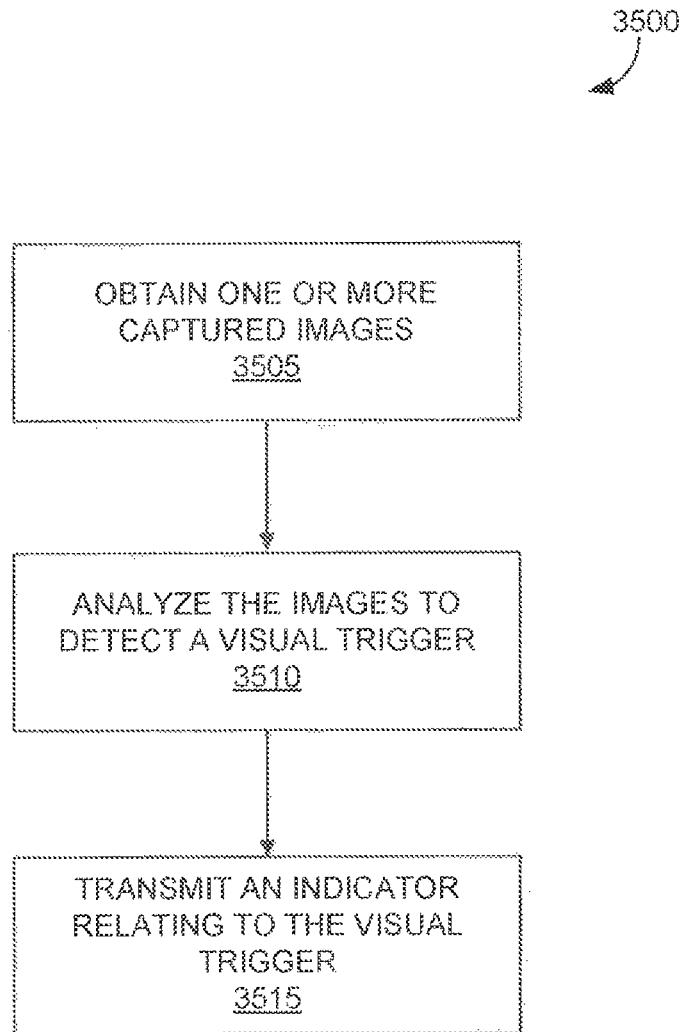 3500
OBTAIN ONE OR MORE
CAPTURED IMAGES
3505
ANALYZE THE IMAGES TO
DETECT A VISUAL TRIGGER
3510
TRANSMIT AN INDICATOR
RELATING TO THE VISUAL
TRIGGER
3515